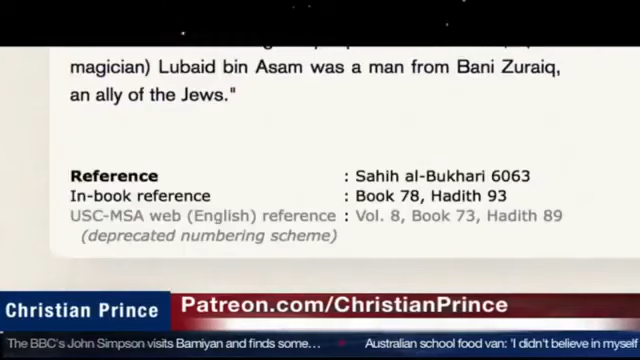 magician) Lubaid bin Asam was a man from Bani Zuraiq,
an ally of the Jews."
Reference : Sahih al-Bukhari 6063
In-book reference : Book 78, Hadith 93
USC-MSA web (English) reference : Vol. 8, Book 73, Hadith 89
(deprecated numbering scheme)
Christian Prince
Patreon.com/ChristianPrince
The BBC's John Simpson visits Bamiyan and finds some…
Australian school food van: 'I didn't believe in myself